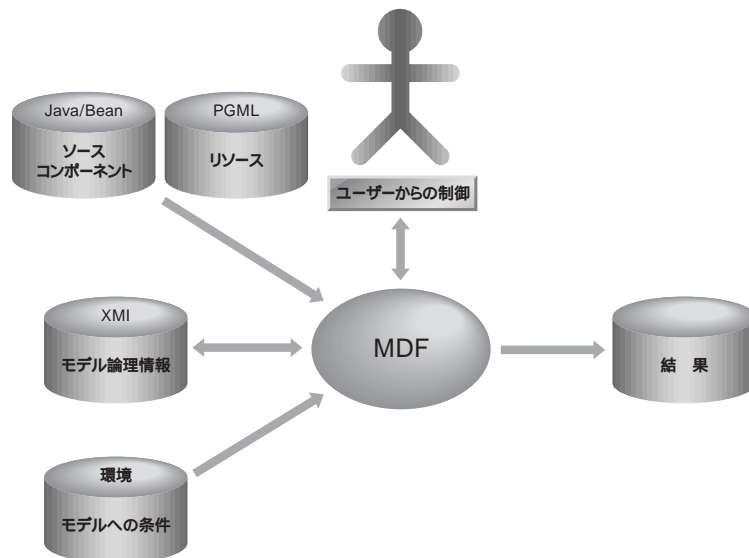 Java/Bean
ソース
コンポーネント
PGML
リソース
ユーザーからの制御
XMI
モデル論理情報
MDF
結 果
環境
モデルへの条件